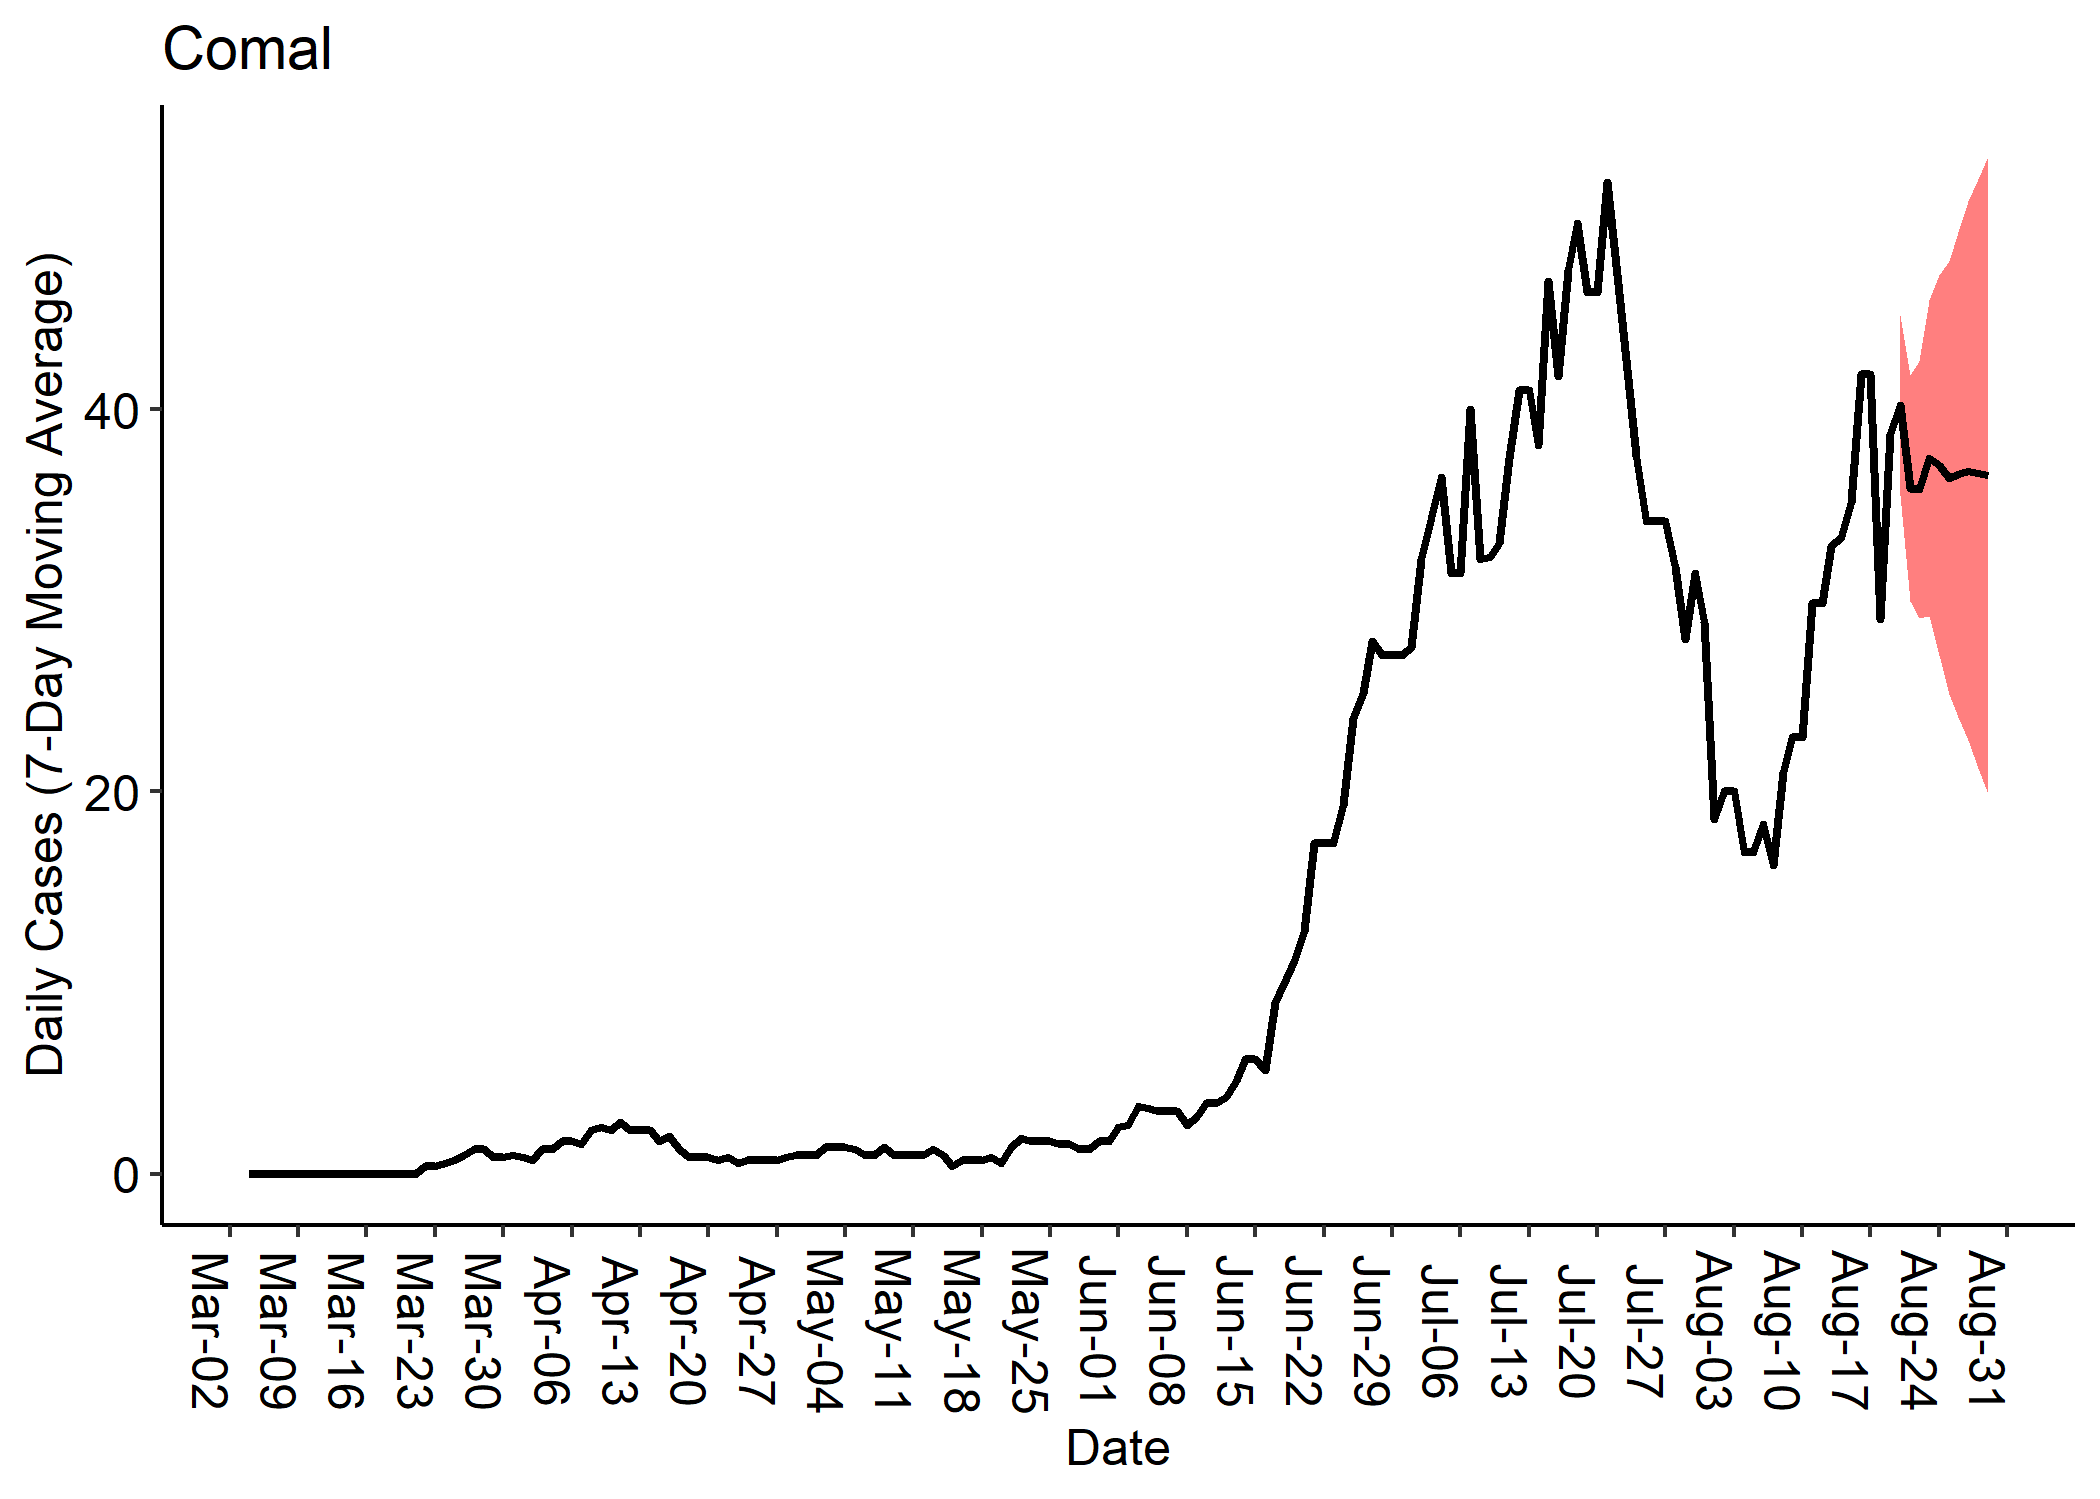 Comal
Daily Cases (7-Day Moving Average)
40
20
0
Mar-02
Mar-09
Mar-16
Mar-23
Mar-30
Apr-06
Apr-13
Apr-20
Apr-27
May-04
May-11
May-18
May-25
Jun-01
Jun-08
Jun-15
Jun-22
Jun-29
Jul-06
Jul-13
Jul-20
Jul-27
Aug-03
Aug-10
Aug-17
Aug-24
Aug-31
Date